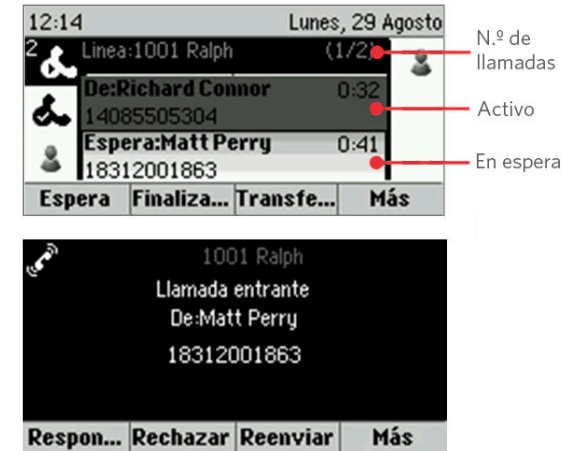 12:14 Lunes, 29 Agosto
2 Linea:1001 Ralph (1/2)
N.º de
llamadas
De:Richard Connor 0:32
14085505304
Activo
Espera:Matt Perry 0:41
18312001863
En espera
Espera Finaliza... Transfe... Más
1001 Ralph
Llamada entrante
De:Matt Perry
18312001863
Respon... Rechazar Reenviar Más